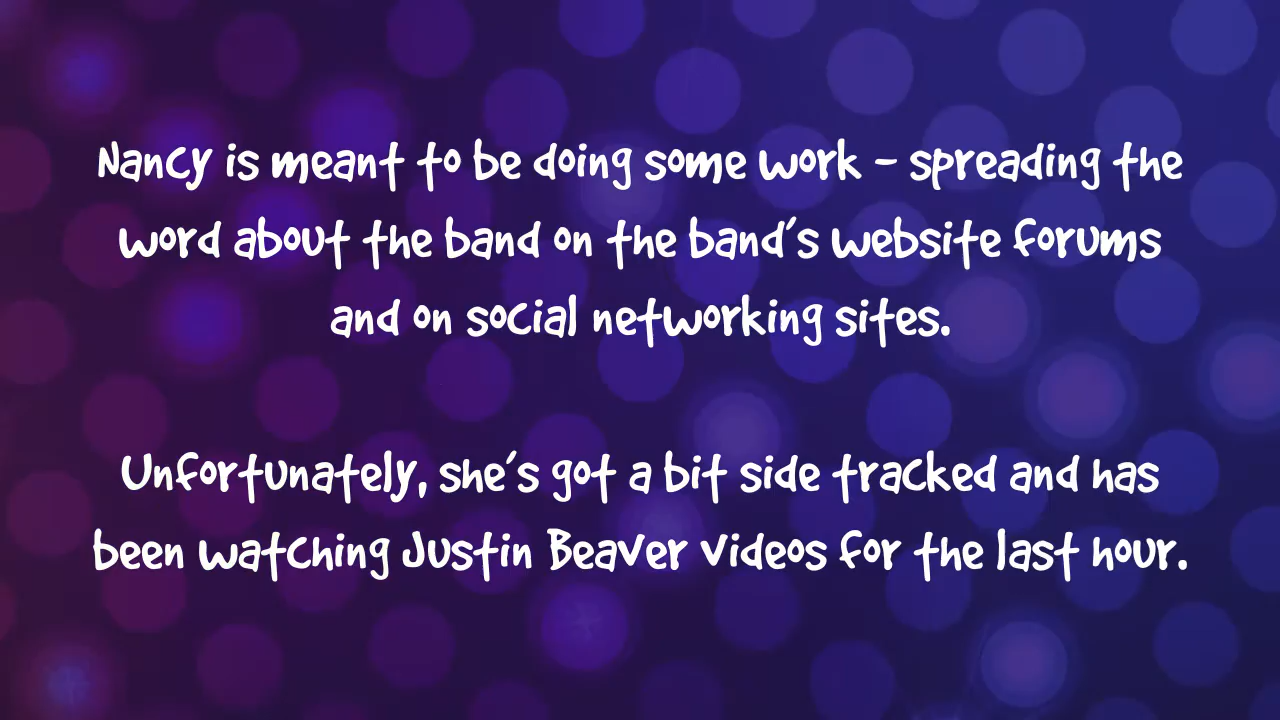 Nancy is meant to be doing some work - spreading the
word about the band on the band's website forums
and on social networking sites.
Unfortunately, she's got a bit side tracked and has
been watching Justin Beaver videos for the last hour.